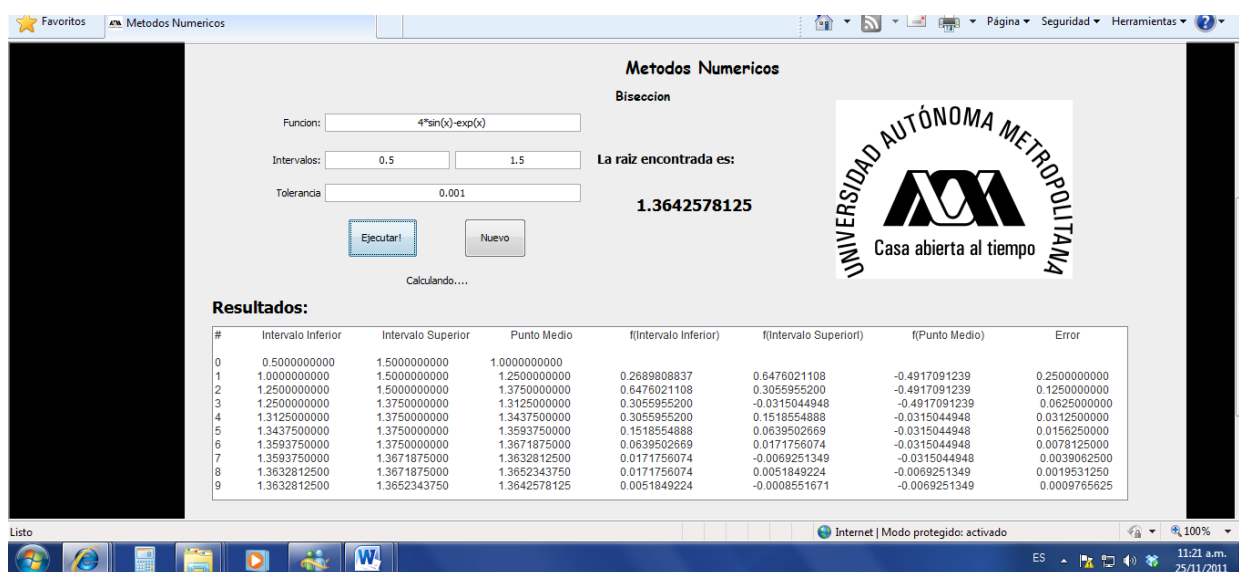 Favoritos Metodos Numericos Página Seguridad Herramientas
Metodos Numericos
Biseccion
Funcion: 4*sin(x)-exp(x)
Intervalos: 0.5 1.5
La raiz encontrada es:
Tolerancia 0.001
1.3642578125
Ejecutar! Nuevo
Calculando....
UNIVERSIDAD AUTÓNOMA METROPOLITANA
Casa abierta al tiempo
Resultados:
# Intervalo Inferior Intervalo Superior Punto Medio f(Intervalo Inferior) f(Intervalo Superiorl) f(Punto Medio) Error
0 0.5000000000 1.5000000000 1.0000000000
1 1.0000000000 1.5000000000 1.2500000000 0.2689808837 0.6476021108 -0.4917091239 0.2500000000
2 1.2500000000 1.5000000000 1.3750000000 0.6476021108 0.3055955200 -0.4917091239 0.1250000000
3 1.2500000000 1.3750000000 1.3125000000 0.3055955200 -0.0315044948 -0.4917091239 0.0625000000
4 1.3125000000 1.3750000000 1.3437500000 0.3055955200 0.1518554888 -0.0315044948 0.0312500000
5 1.3437500000 1.3750000000 1.3593750000 0.1518554888 0.0639502669 -0.0315044948 0.0156250000
6 1.3593750000 1.3750000000 1.3671875000 0.0639502669 0.0171756074 -0.0315044948 0.0078125000
7 1.3593750000 1.3671875000 1.3632812500 0.0171756074 -0.0069251349 -0.0315044948 0.0039062500
8 1.3632812500 1.3671875000 1.3652343750 0.0171756074 0.0051849224 -0.0069251349 0.0019531250
9 1.3632812500 1.3652343750 1.3642578125 0.0051849224 -0.0008551671 -0.0069251349 0.0009765625
Listo Internet | Modo protegido: activado 100%
ES 11:21 a.m.
25/11/2011